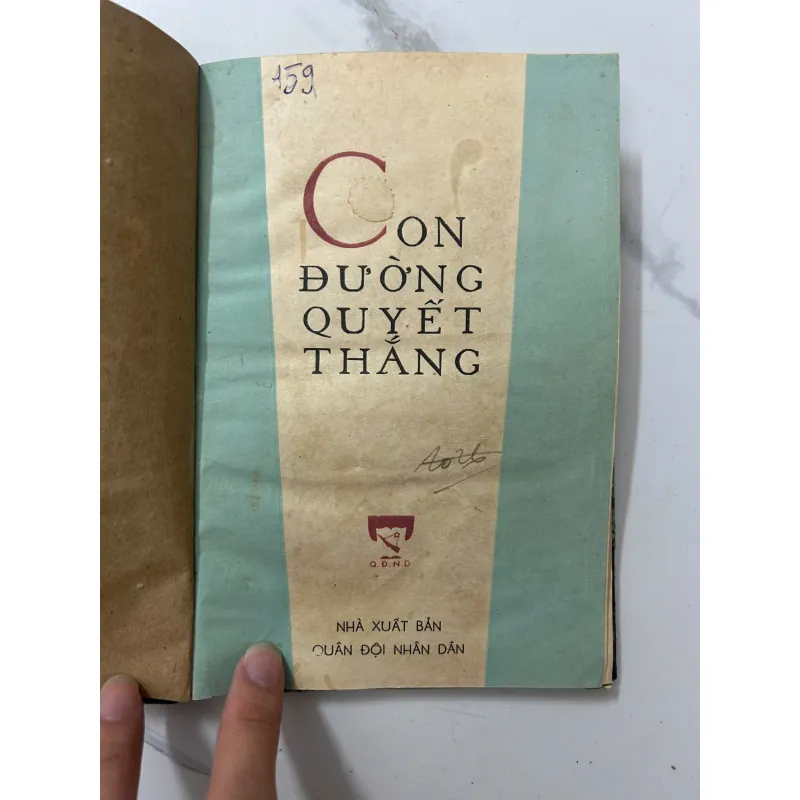 159
CON
ĐƯỜNG
QUYẾT
THẮNG
Q.Đ.N.D
NHÀ XUẤT BẢN
QUÂN ĐỘI NHÂN DÂN